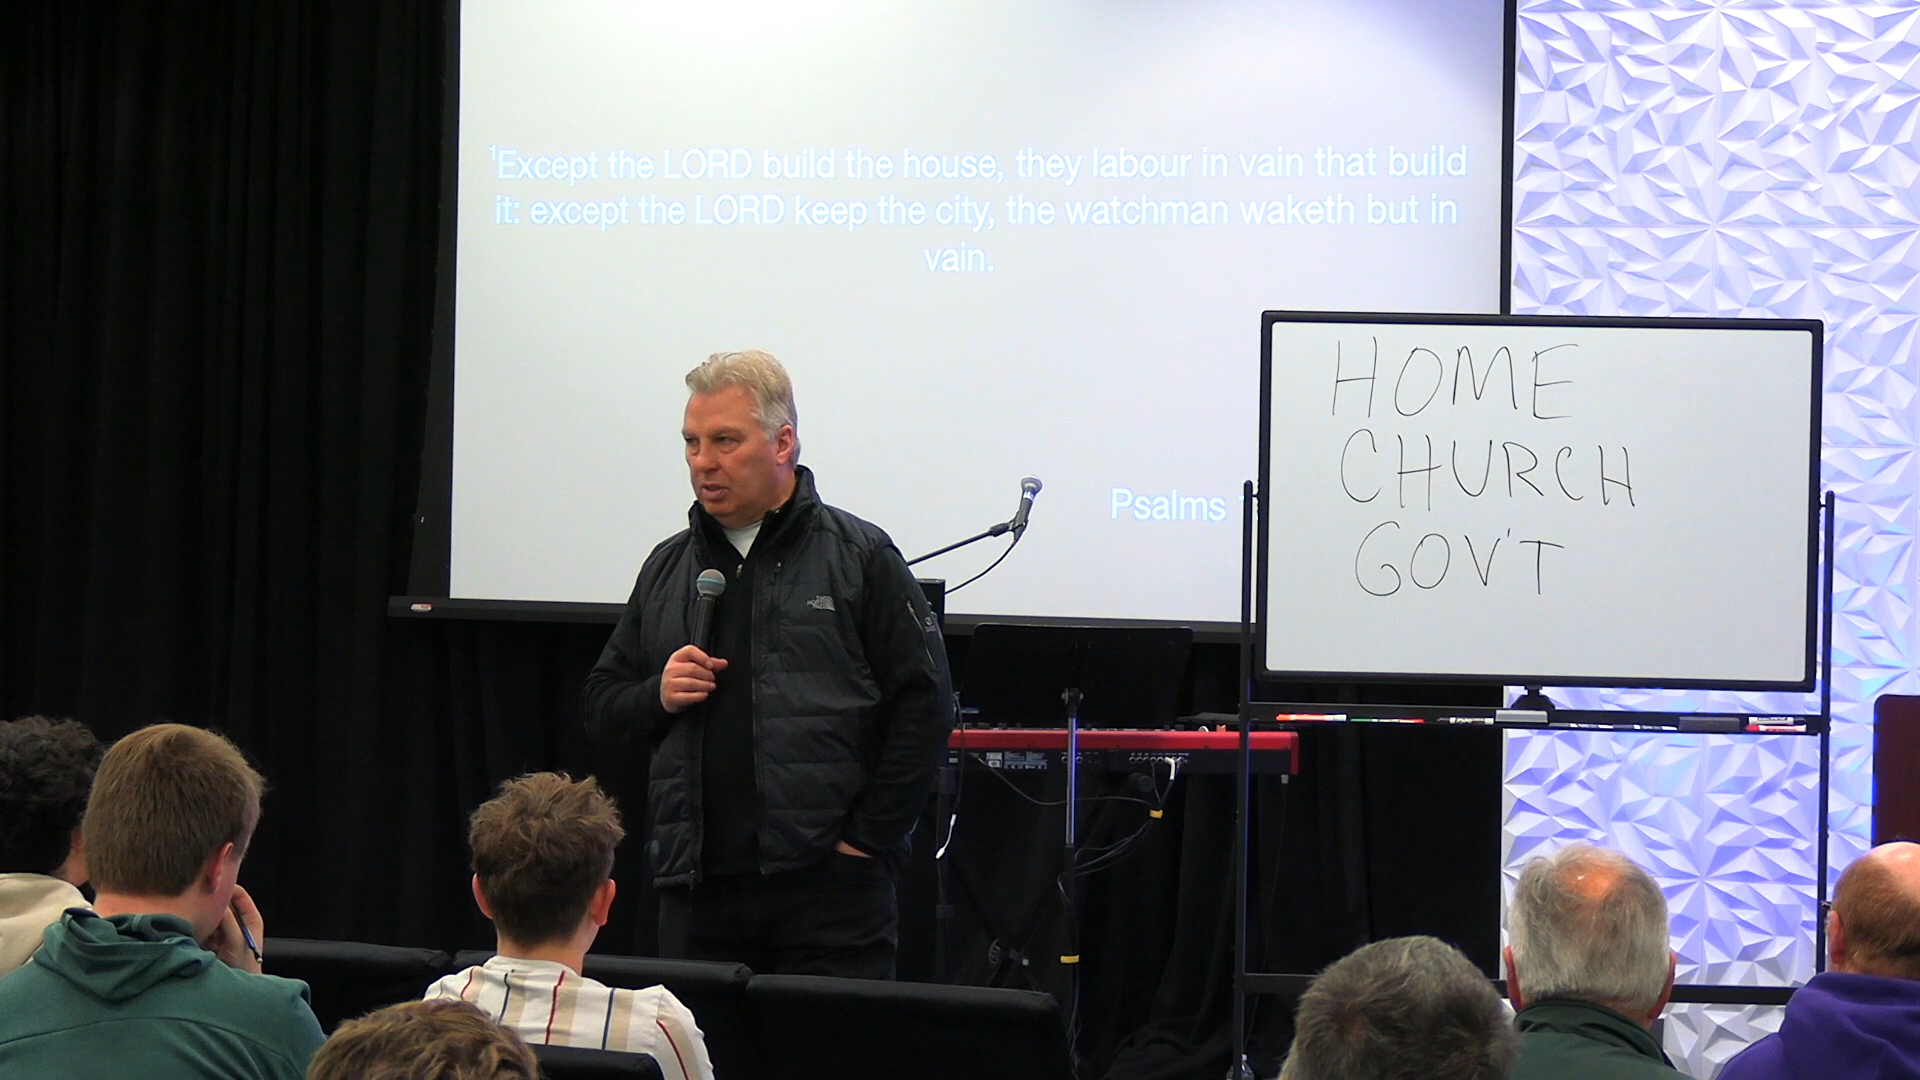 ¹Except the LORD build the house, they labour in vain that build
it: except the LORD keep the city, the watchman waketh but in
vain.
Psalms
HOME
CHURCH
GOV'T
THE
NORTH
FACE